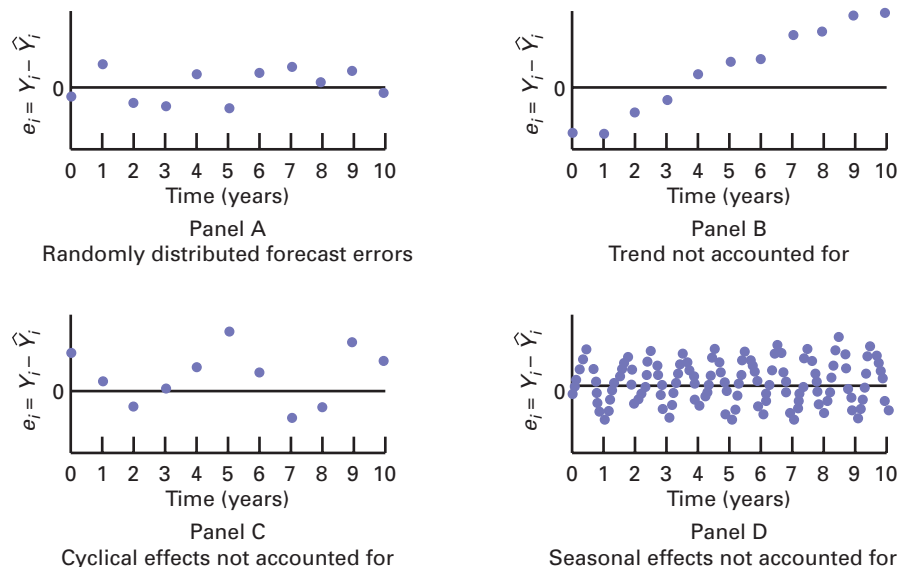 e_i = Y_i − Ŷ_i
0
0 1 2 3 4 5 6 7 8 9 10
Time (years)
Panel A
Randomly distributed forecast errors
e_i = Y_i − Ŷ_i
0
0 1 2 3 4 5 6 7 8 9 10
Time (years)
Panel B
Trend not accounted for
e_i = Y_i − Ŷ_i
0
0 1 2 3 4 5 6 7 8 9 10
Time (years)
Panel C
Cyclical effects not accounted for
e_i = Y_i − Ŷ_i
0
0 1 2 3 4 5 6 7 8 9 10
Time (years)
Panel D
Seasonal effects not accounted for